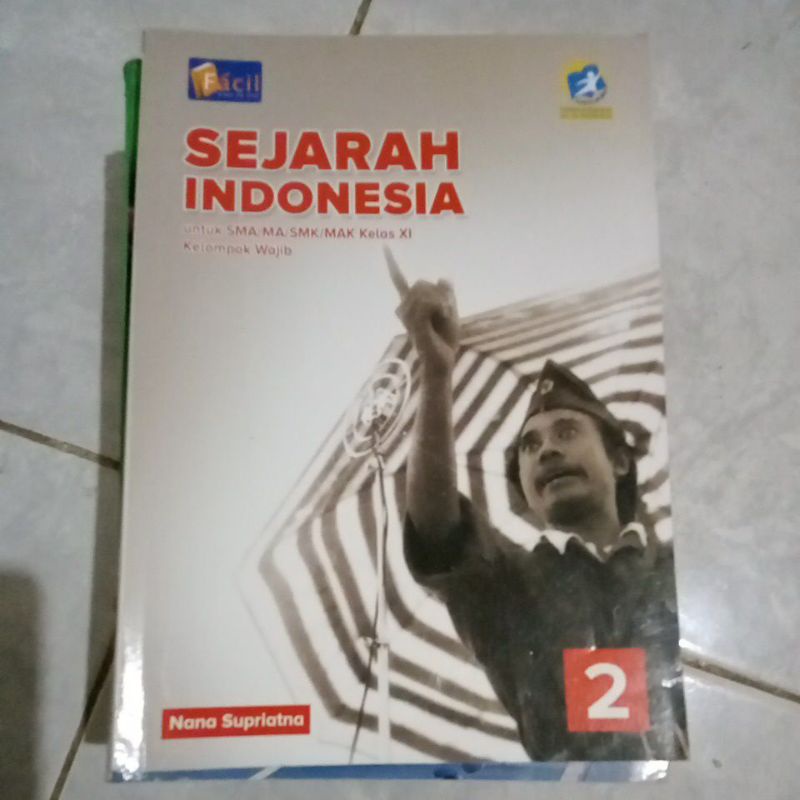 Facil
SEJARAH
INDONESIA
untuk SMA/MA/SMK/MAK Kelas XI
Kelompok Wajib
2
Nana Supriatna